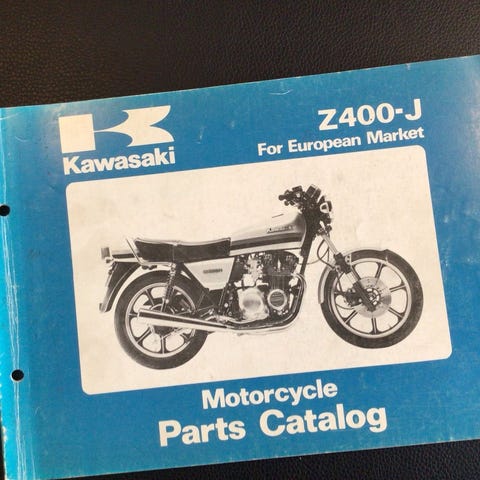 Z400-J
For European Market
Kawasaki
Motorcycle
Parts Catalog